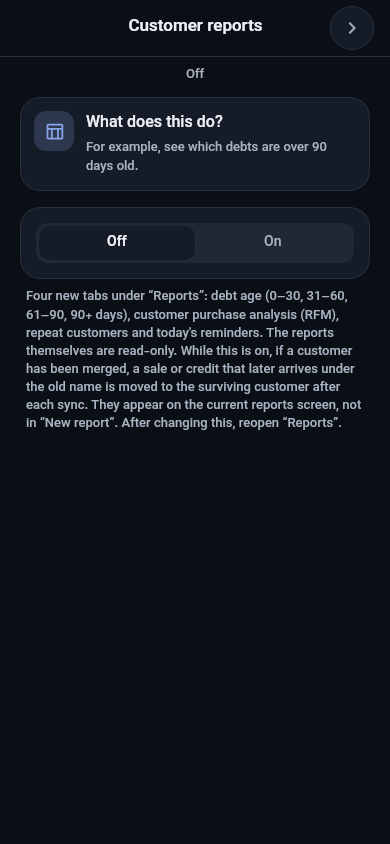 Customer reports
Off
What does this do?
For example, see which debts are over 90
days old.
Off
On
Four new tabs under “Reports”: debt age (0–30, 31–60,
61–90, 90+ days), customer purchase analysis (RFM),
repeat customers and today's reminders. The reports
themselves are read-only. While this is on, if a customer
has been merged, a sale or credit that later arrives under
the old name is moved to the surviving customer after
each sync. They appear on the current reports screen, not
in “New report”. After changing this, reopen “Reports”.